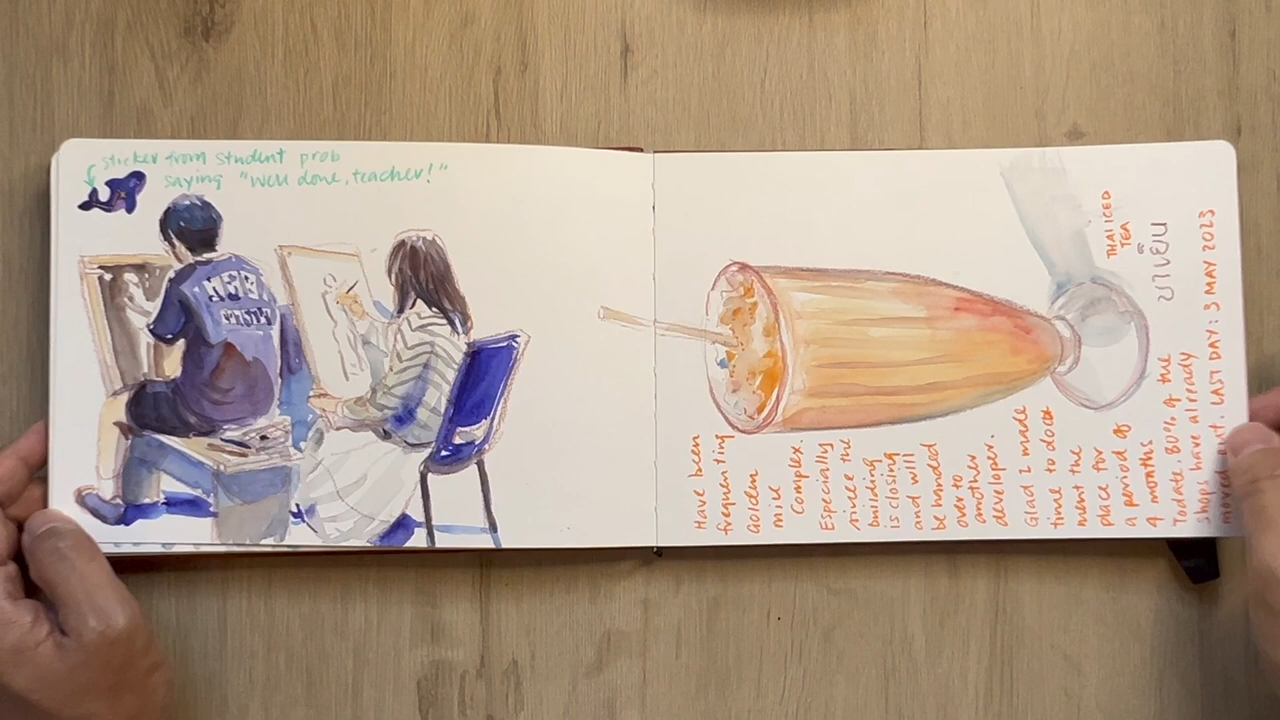 sticker from student prob
saying "Well done, teacher!"
Have been
frequenting
Golden
Mile
Complex.
Especially
since the
building
is closing
and will
be handed
over to
another
developer.
Glad I made
time to docu
ment the
place for
a period of
months
Todate, 80% of the
shops have already
moved out. LAST DAY: 3 MAY 2023
THAI ICED
TEA
ชาเย็น